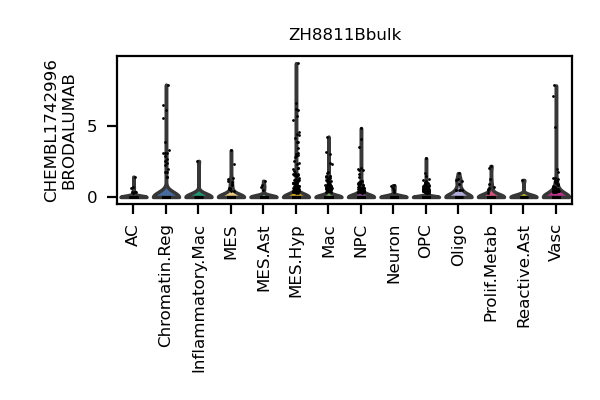 ZH8811Bbulk
CHEMBL1742996
BRODALUMAB
5
0
AC
Chromatin.Reg
Inflammatory.Mac
MES
MES.Ast
MES.Hyp
Mac
NPC
Neuron
OPC
Oligo
Prolif.Metab
Reactive.Ast
Vasc